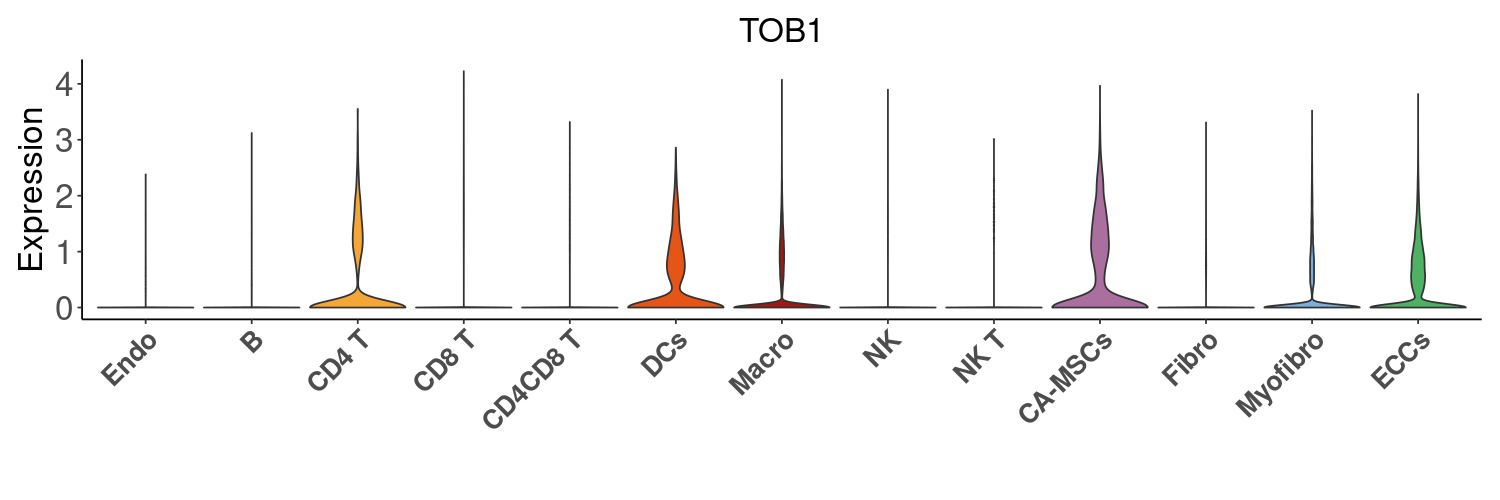 TOB1
Expression
4
3
2
1
0
Endo
B
CD4 T
CD8 T
CD4CD8 T
DCs
Macro
NK
NK T
CA-MSCs
Fibro
Myofibro
ECCs